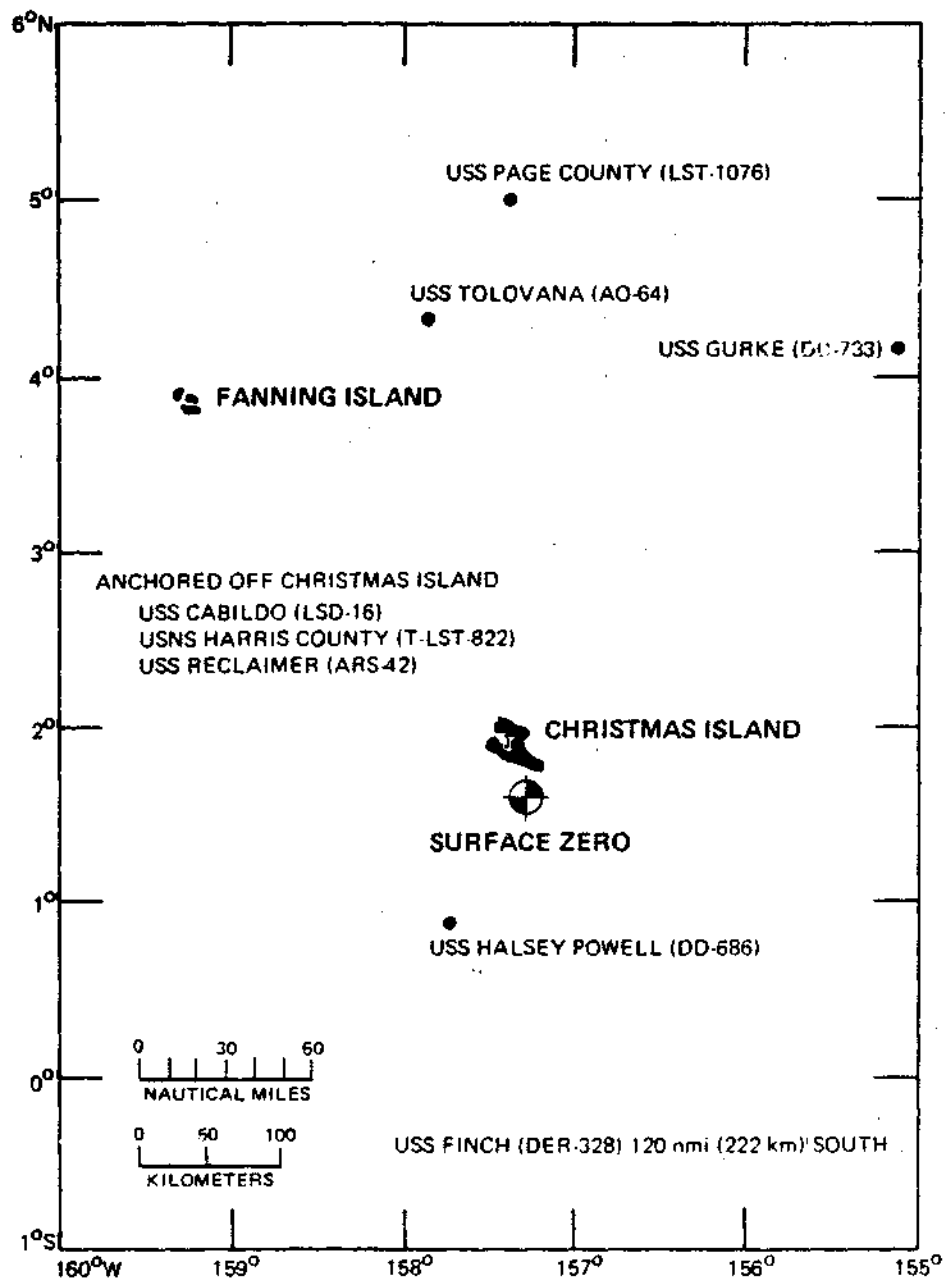 6°N
USS PAGE COUNTY (LST-1076)
5°
USS TOLOVANA (AO-64)
USS GURKE (DD-733)
4°
FANNING ISLAND
3°
ANCHORED OFF CHRISTMAS ISLAND
USS CABILDO (LSD-16)
USNS HARRIS COUNTY (T-LST-822)
USS RECLAIMER (ARS-42)
2°
CHRISTMAS ISLAND
SURFACE ZERO
1°
USS HALSEY POWELL (DD-686)
0 30 60
NAUTICAL MILES
0°
0 50 100
KILOMETERS
USS FINCH (DER-328) 120 nmi (222 km) SOUTH
1°S
160°W 159° 158° 157° 156° 155°